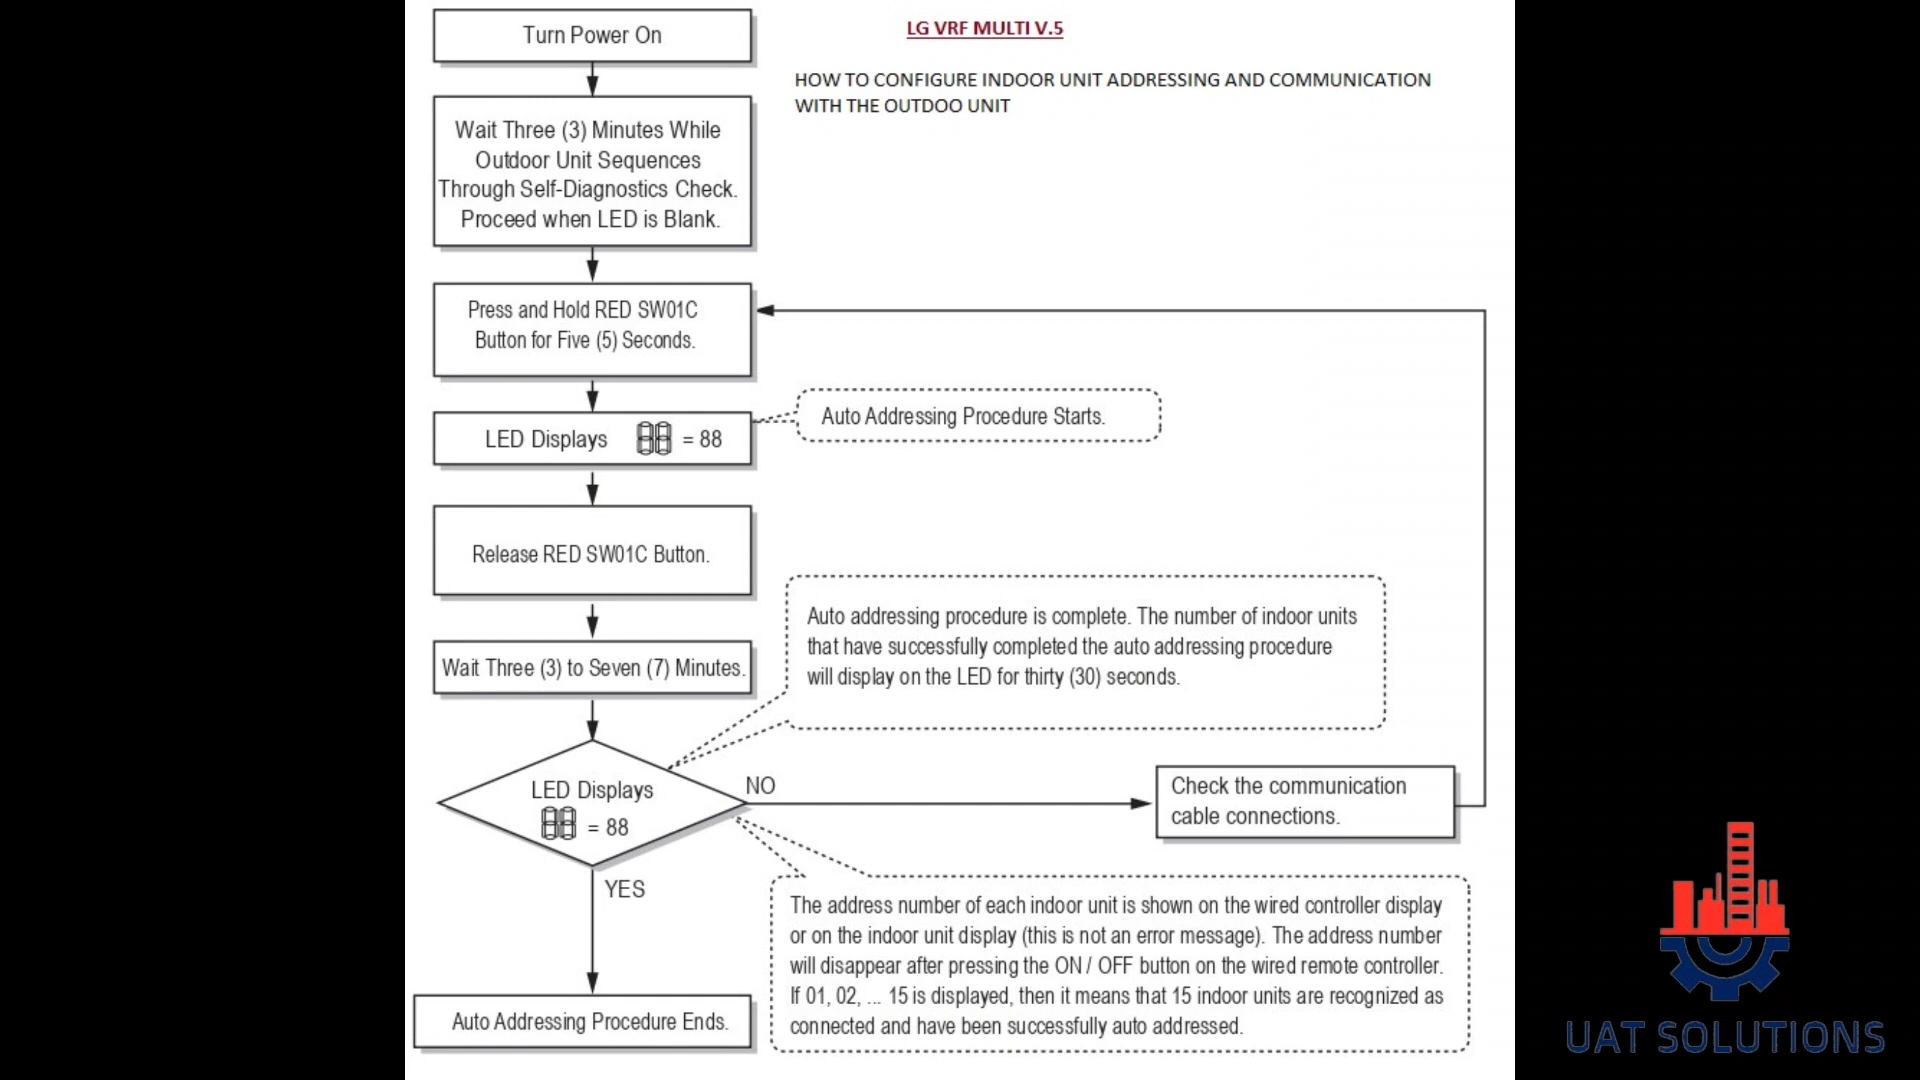 LG VRF MULTI V.5
HOW TO CONFIGURE INDOOR UNIT ADDRESSING AND COMMUNICATION
WITH THE OUTDOO UNIT
Turn Power On
Wait Three (3) Minutes While
Outdoor Unit Sequences
Through Self-Diagnostics Check.
Proceed when LED is Blank.
Press and Hold RED SW01C
Button for Five (5) Seconds.
LED Displays 88 = 88
Auto Addressing Procedure Starts.
Release RED SW01C Button.
Wait Three (3) to Seven (7) Minutes.
Auto addressing procedure is complete. The number of indoor units
that have successfully completed the auto addressing procedure
will display on the LED for thirty (30) seconds.
LED Displays
88 = 88
NO
Check the communication
cable connections.
YES
The address number of each indoor unit is shown on the wired controller display
or on the indoor unit display (this is not an error message). The address number
will disappear after pressing the ON / OFF button on the wired remote controller.
If 01, 02, ... 15 is displayed, then it means that 15 indoor units are recognized as
connected and have been successfully auto addressed.
Auto Addressing Procedure Ends.
UAT SOLUTIONS